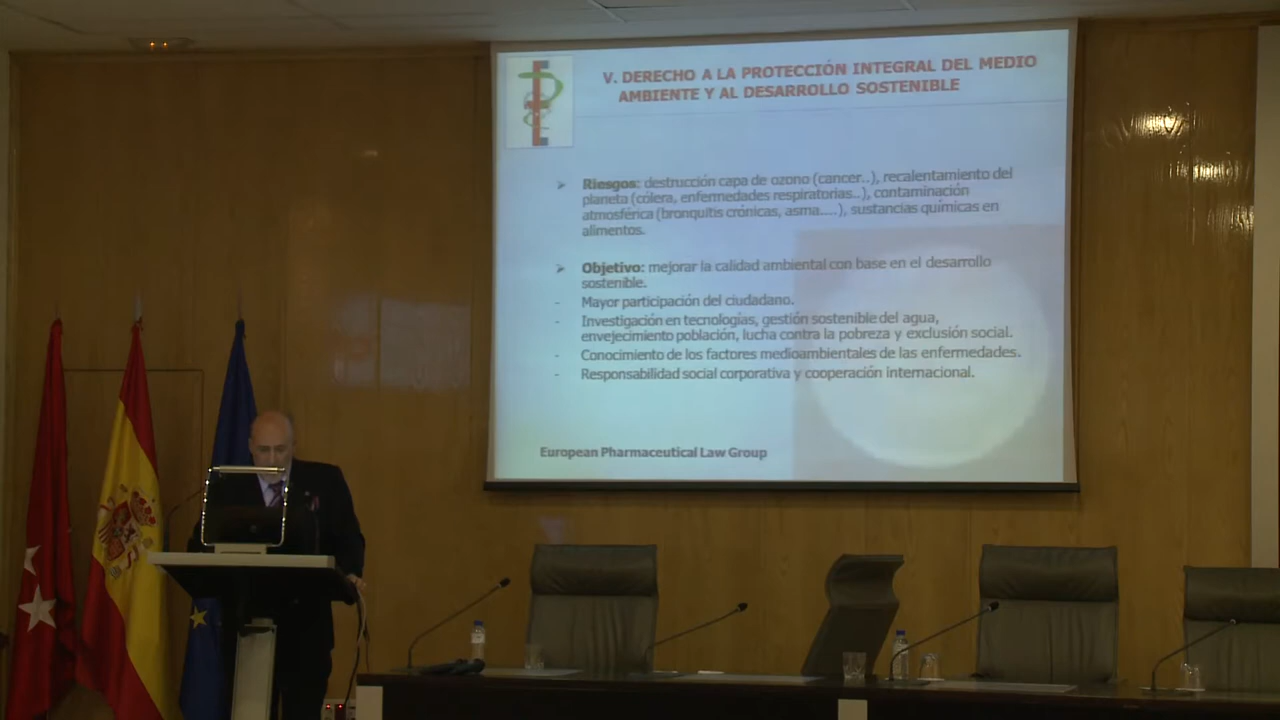 V. DERECHO A LA PROTECCIÓN INTEGRAL DEL MEDIO
AMBIENTE Y AL DESARROLLO SOSTENIBLE
Riesgos: destrucción capa de ozono (cancer..), recalentamiento del
planeta (cólera, enfermedades respiratorias..), contaminación
atmosférica (bronquitis crónicas, asma....), sustancias químicas en
alimentos.
Objetivo: mejorar la calidad ambiental con base en el desarrollo
sostenible.
- Mayor participación del ciudadano.
- Investigación en tecnologías, gestión sostenible del agua,
envejecimiento población, lucha contra la pobreza y exclusión social.
- Conocimiento de los factores medioambientales de las enfermedades.
- Responsabilidad social corporativa y cooperación internacional.
European Pharmaceutical Law Group